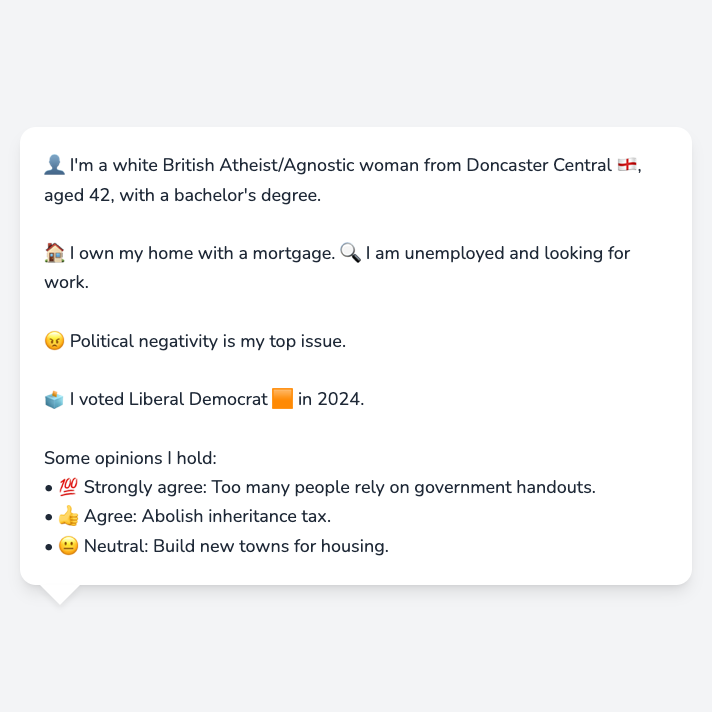 👤 I'm a white British Atheist/Agnostic woman from Doncaster Central 🏴󠁧󠁢󠁥󠁮󠁧󠁿,
aged 42, with a bachelor's degree.
🏠 I own my home with a mortgage. 🔍 I am unemployed and looking for
work.
😠 Political negativity is my top issue.
🗳️ I voted Liberal Democrat 🟧 in 2024.
Some opinions I hold:
• 💯 Strongly agree: Too many people rely on government handouts.
• 👍 Agree: Abolish inheritance tax.
• 😐 Neutral: Build new towns for housing.